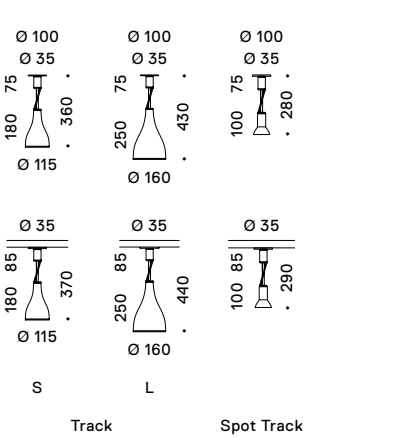 Ø 100 Ø 100 Ø 100
Ø 35 Ø 35 Ø 35
75 180 360 75 250 430 75 100 280
Ø 115
Ø 160
Ø 35 Ø 35 Ø 35
85 180 370 85 250 440 85 100 290
Ø 115
Ø 160
S L
Track Spot Track